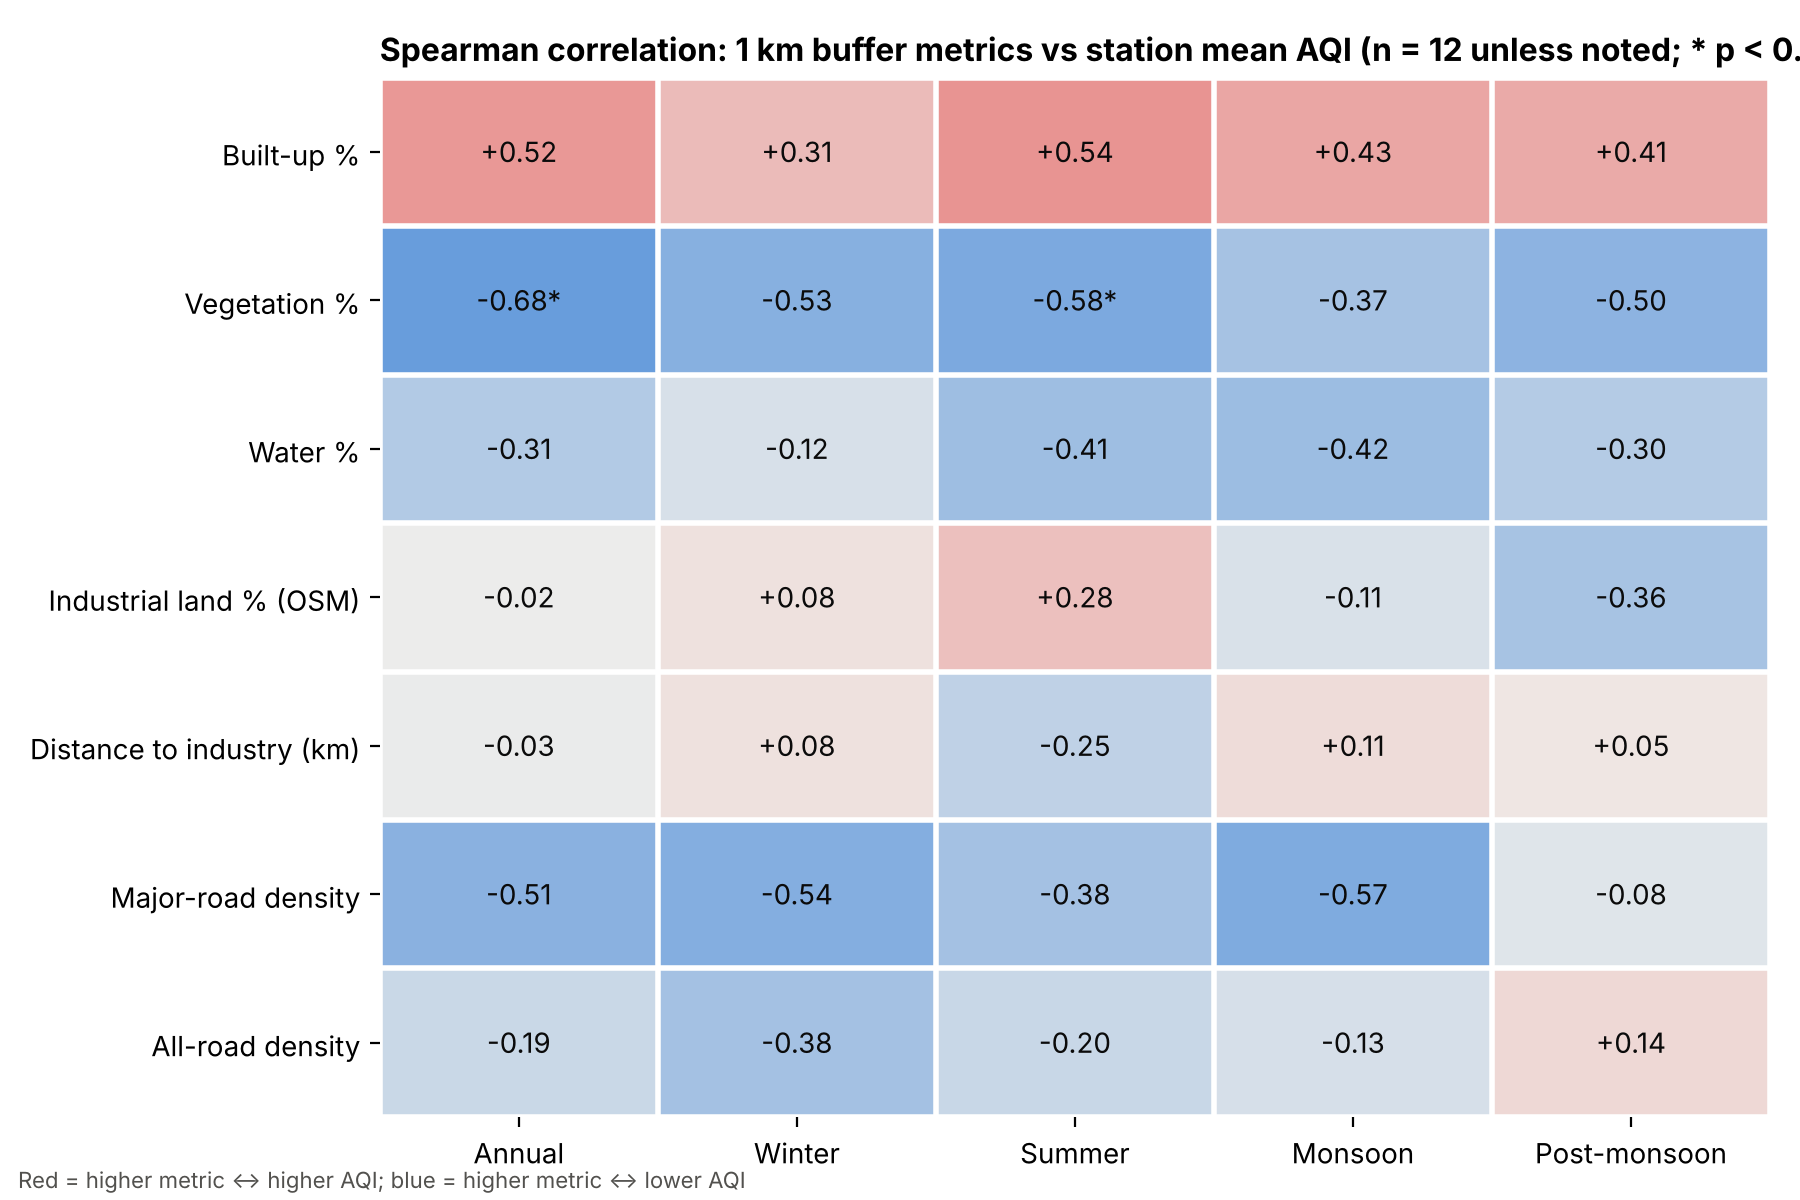 Spearman correlation: 1 km buffer metrics vs station mean AQI (n = 12 unless noted; * p < 0.
Built-up % +0.52 +0.31 +0.54 +0.43 +0.41
Vegetation % -0.68* -0.53 -0.58* -0.37 -0.50
Water % -0.31 -0.12 -0.41 -0.42 -0.30
Industrial land % (OSM) -0.02 +0.08 +0.28 -0.11 -0.36
Distance to industry (km) -0.03 +0.08 -0.25 +0.11 +0.05
Major-road density -0.51 -0.54 -0.38 -0.57 -0.08
All-road density -0.19 -0.38 -0.20 -0.13 +0.14
Annual Winter Summer Monsoon Post-monsoon
Red = higher metric ↔ higher AQI; blue = higher metric ↔ lower AQI